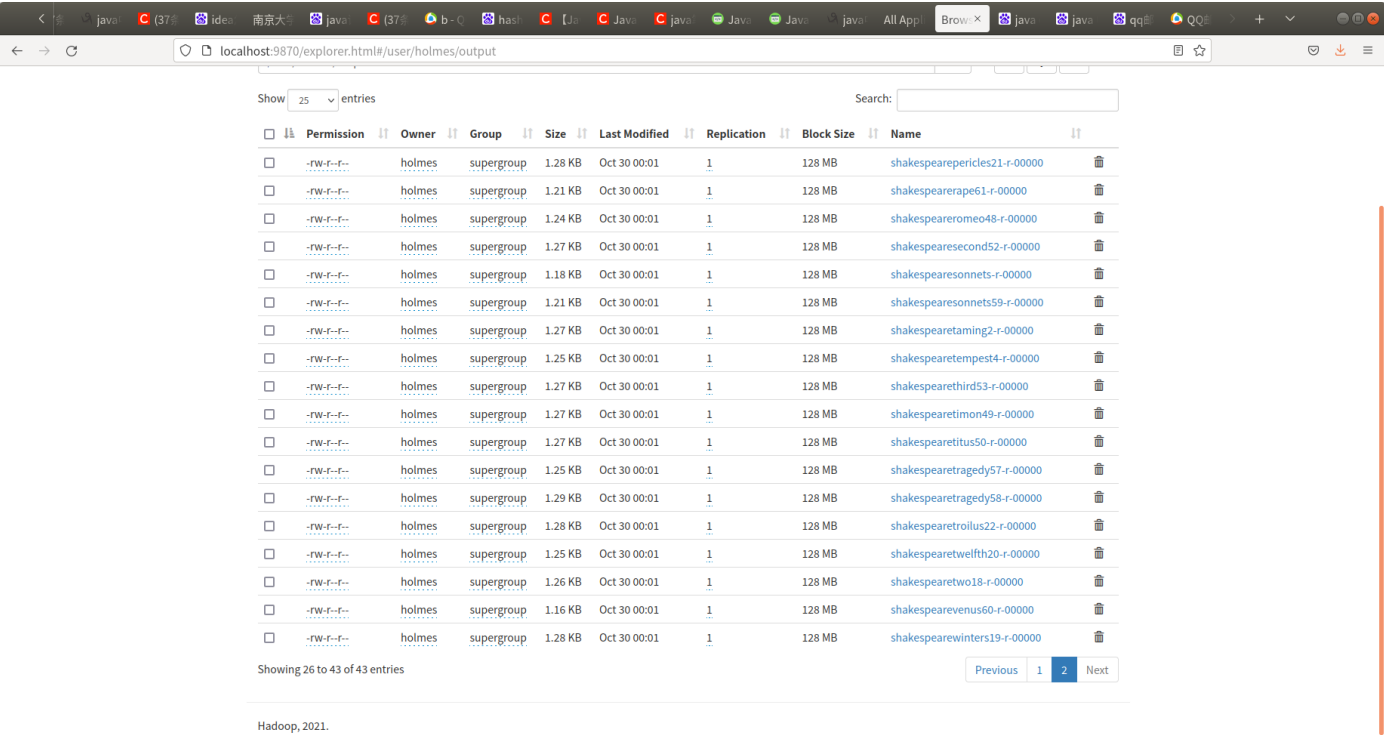 java C (37 idea 南京大 java C (37 b - Q hash C 【Ja C Java C java Java Java java All Appl Brow × java java qq邮 QQ
localhost:9870/explorer.html#/user/holmes/output
Show 25 entries Search:
Permission Owner Group Size Last Modified Replication Block Size Name
-rw-r--r-- holmes supergroup 1.28 KB Oct 30 00:01 1 128 MB shakespearepericles21-r-00000
-rw-r--r-- holmes supergroup 1.21 KB Oct 30 00:01 1 128 MB shakespearerape61-r-00000
-rw-r--r-- holmes supergroup 1.24 KB Oct 30 00:01 1 128 MB shakespeareromeo48-r-00000
-rw-r--r-- holmes supergroup 1.27 KB Oct 30 00:01 1 128 MB shakespearesecond52-r-00000
-rw-r--r-- holmes supergroup 1.18 KB Oct 30 00:01 1 128 MB shakespearesonnets-r-00000
-rw-r--r-- holmes supergroup 1.21 KB Oct 30 00:01 1 128 MB shakespearesonnets59-r-00000
-rw-r--r-- holmes supergroup 1.27 KB Oct 30 00:01 1 128 MB shakespearetaming2-r-00000
-rw-r--r-- holmes supergroup 1.25 KB Oct 30 00:01 1 128 MB shakespearetempest4-r-00000
-rw-r--r-- holmes supergroup 1.27 KB Oct 30 00:01 1 128 MB shakespearethird53-r-00000
-rw-r--r-- holmes supergroup 1.27 KB Oct 30 00:01 1 128 MB shakespearetimon49-r-00000
-rw-r--r-- holmes supergroup 1.27 KB Oct 30 00:01 1 128 MB shakespearetitus50-r-00000
-rw-r--r-- holmes supergroup 1.25 KB Oct 30 00:01 1 128 MB shakespearetragedy57-r-00000
-rw-r--r-- holmes supergroup 1.29 KB Oct 30 00:01 1 128 MB shakespearetragedy58-r-00000
-rw-r--r-- holmes supergroup 1.28 KB Oct 30 00:01 1 128 MB shakespearetroilus22-r-00000
-rw-r--r-- holmes supergroup 1.25 KB Oct 30 00:01 1 128 MB shakespearetwelfth20-r-00000
-rw-r--r-- holmes supergroup 1.26 KB Oct 30 00:01 1 128 MB shakespearetwo18-r-00000
-rw-r--r-- holmes supergroup 1.16 KB Oct 30 00:01 1 128 MB shakespearevenus60-r-00000
-rw-r--r-- holmes supergroup 1.28 KB Oct 30 00:01 1 128 MB shakespearewinters19-r-00000
Showing 26 to 43 of 43 entries Previous 1 2 Next
Hadoop, 2021.